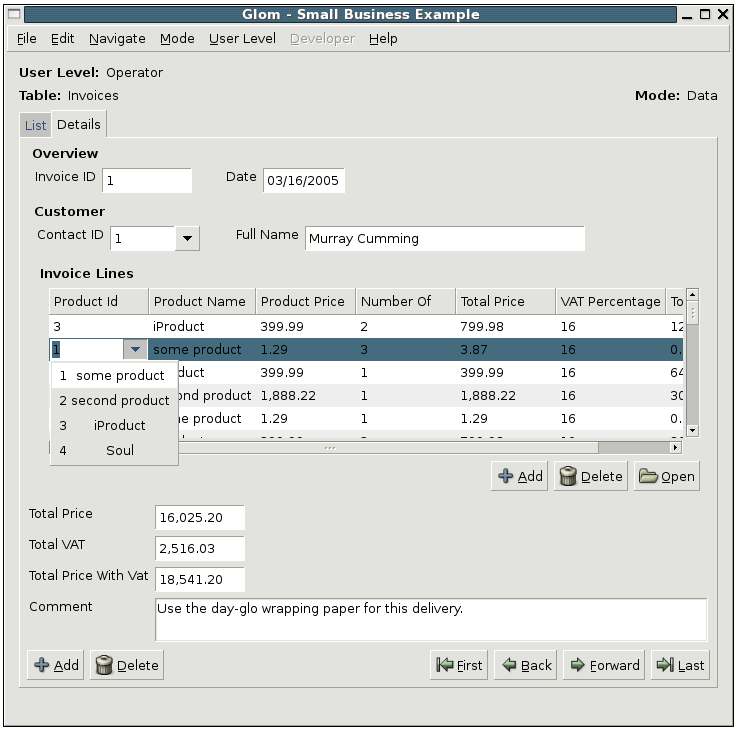 Glom - Small Business Example
File Edit Navigate Mode User Level Developer Help
User Level: Operator
Table: Invoices Mode: Data
List Details
Overview
Invoice ID 1 Date 03/16/2005
Customer
Contact ID 1 Full Name Murray Cumming
Invoice Lines
Product Id Product Name Product Price Number Of Total Price VAT Percentage To
3 iProduct 399.99 2 799.98 16 12
1 some product 1.29 3 3.87 16 0.
duct 399.99 1 399.99 16 64
ond product 1,888.22 1 1,888.22 16 30
ne product 1.29 1 1.29 16 0.
1 some product
2 second product
3 iProduct
4 Soul
Add Delete Open
Total Price 16,025.20
Total VAT 2,516.03
Total Price With Vat 18,541.20
Comment Use the day-glo wrapping paper for this delivery.
Add Delete First Back Forward Last